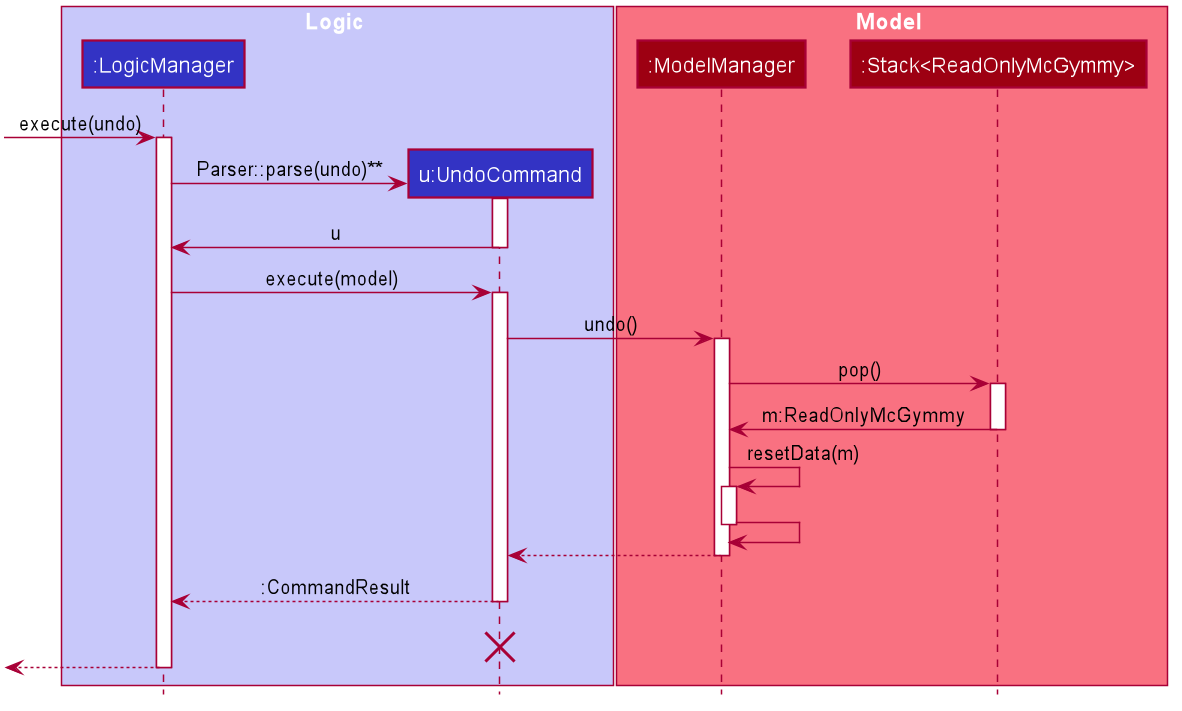 Logic
Model
:LogicManager
:ModelManager
:Stack<ReadOnlyMcGymmy>
execute(undo)
Parser::parse(undo)**
u:UndoCommand
u
execute(model)
undo()
pop()
m:ReadOnlyMcGymmy
resetData(m)
:CommandResult